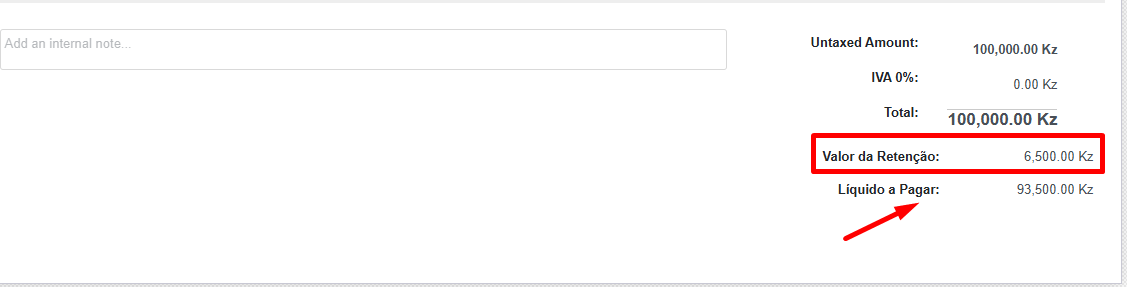 Add an internal note...
Untaxed Amount: 100,000.00 Kz
IVA 0%: 0.00 Kz
Total: 100,000.00 Kz
Valor da Retenção: 6,500.00 Kz
Líquido a Pagar: 93,500.00 Kz